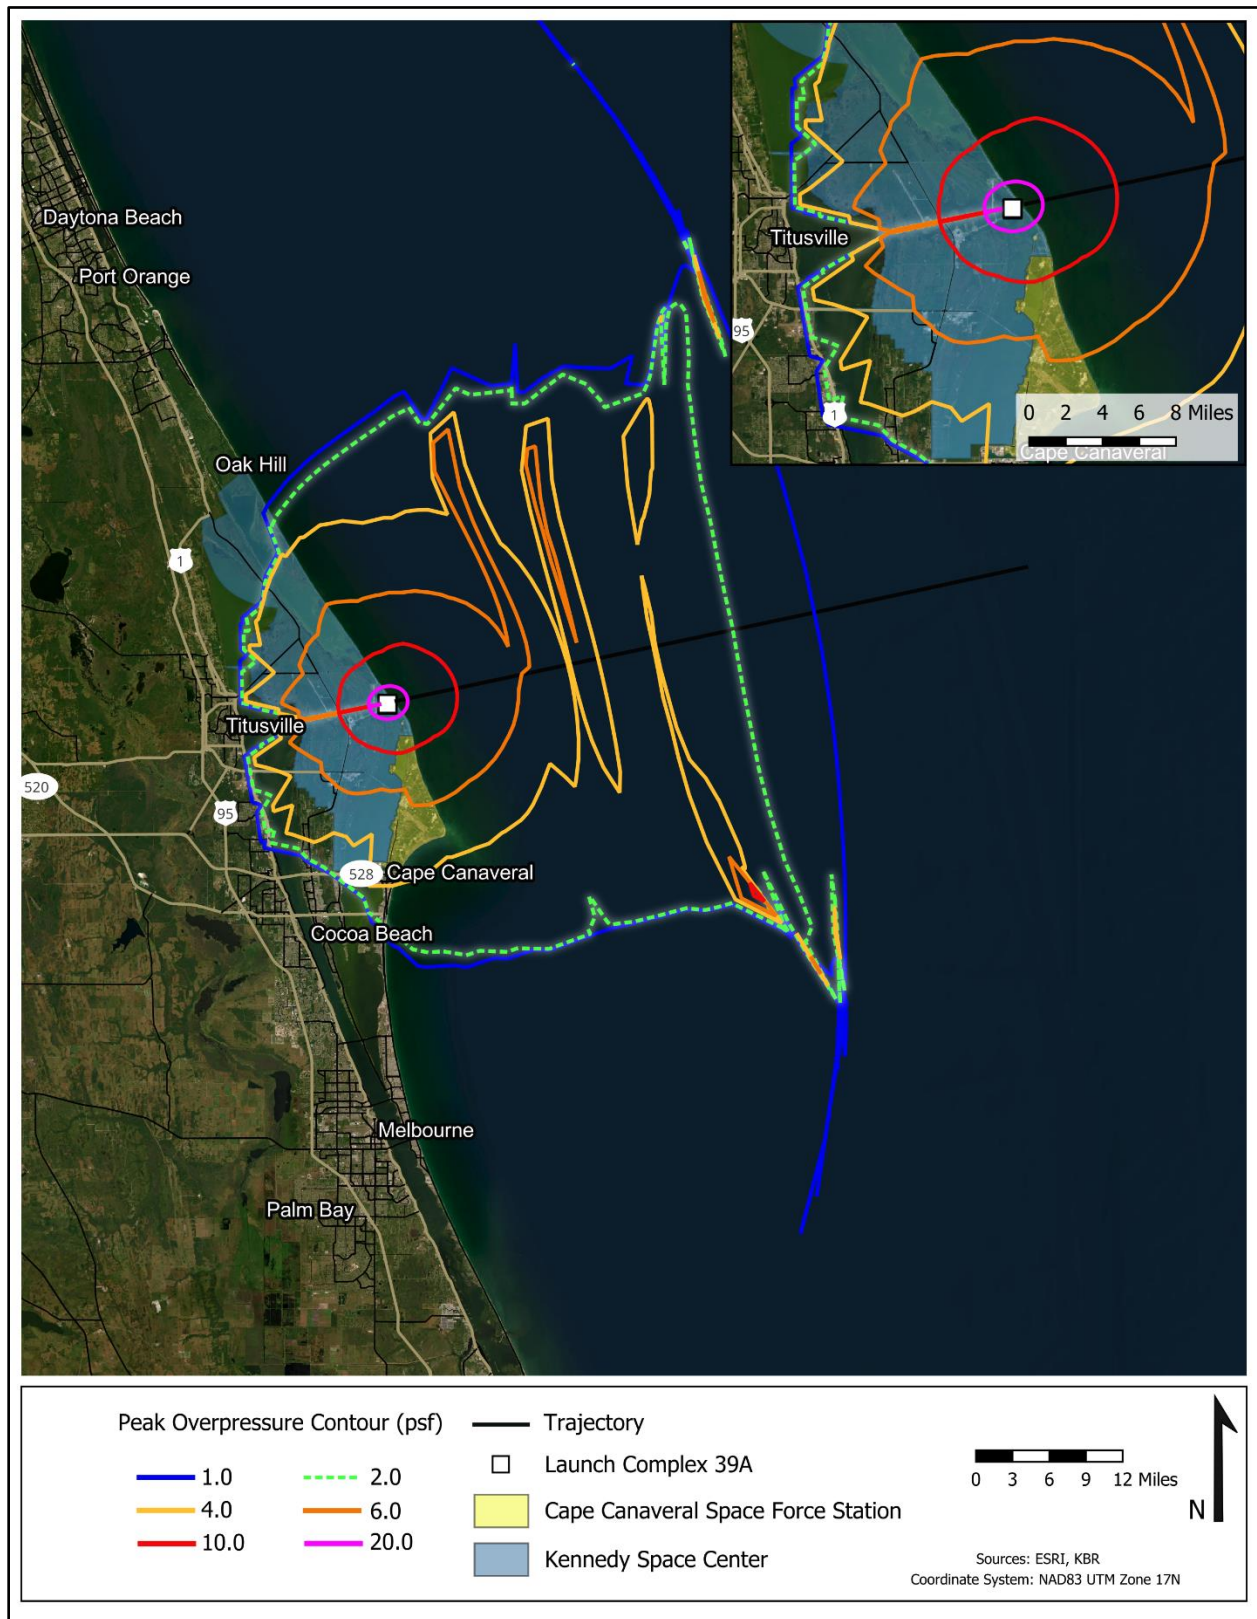 Daytona Beach
Port Orange
Oak Hill
1
Titusville
520
95
528
Cape Canaveral
Cocoa Beach
Melbourne
Palm Bay
Titusville
95
1
0 2 4 6 8 Miles
Cape Canaveral
Peak Overpressure Contour (psf)
1.0
2.0
4.0
6.0
10.0
20.0
Trajectory
Launch Complex 39A
Cape Canaveral Space Force Station
Kennedy Space Center
0 3 6 9 12 Miles
N
Sources: ESRI, KBR
Coordinate System: NAD83 UTM Zone 17N